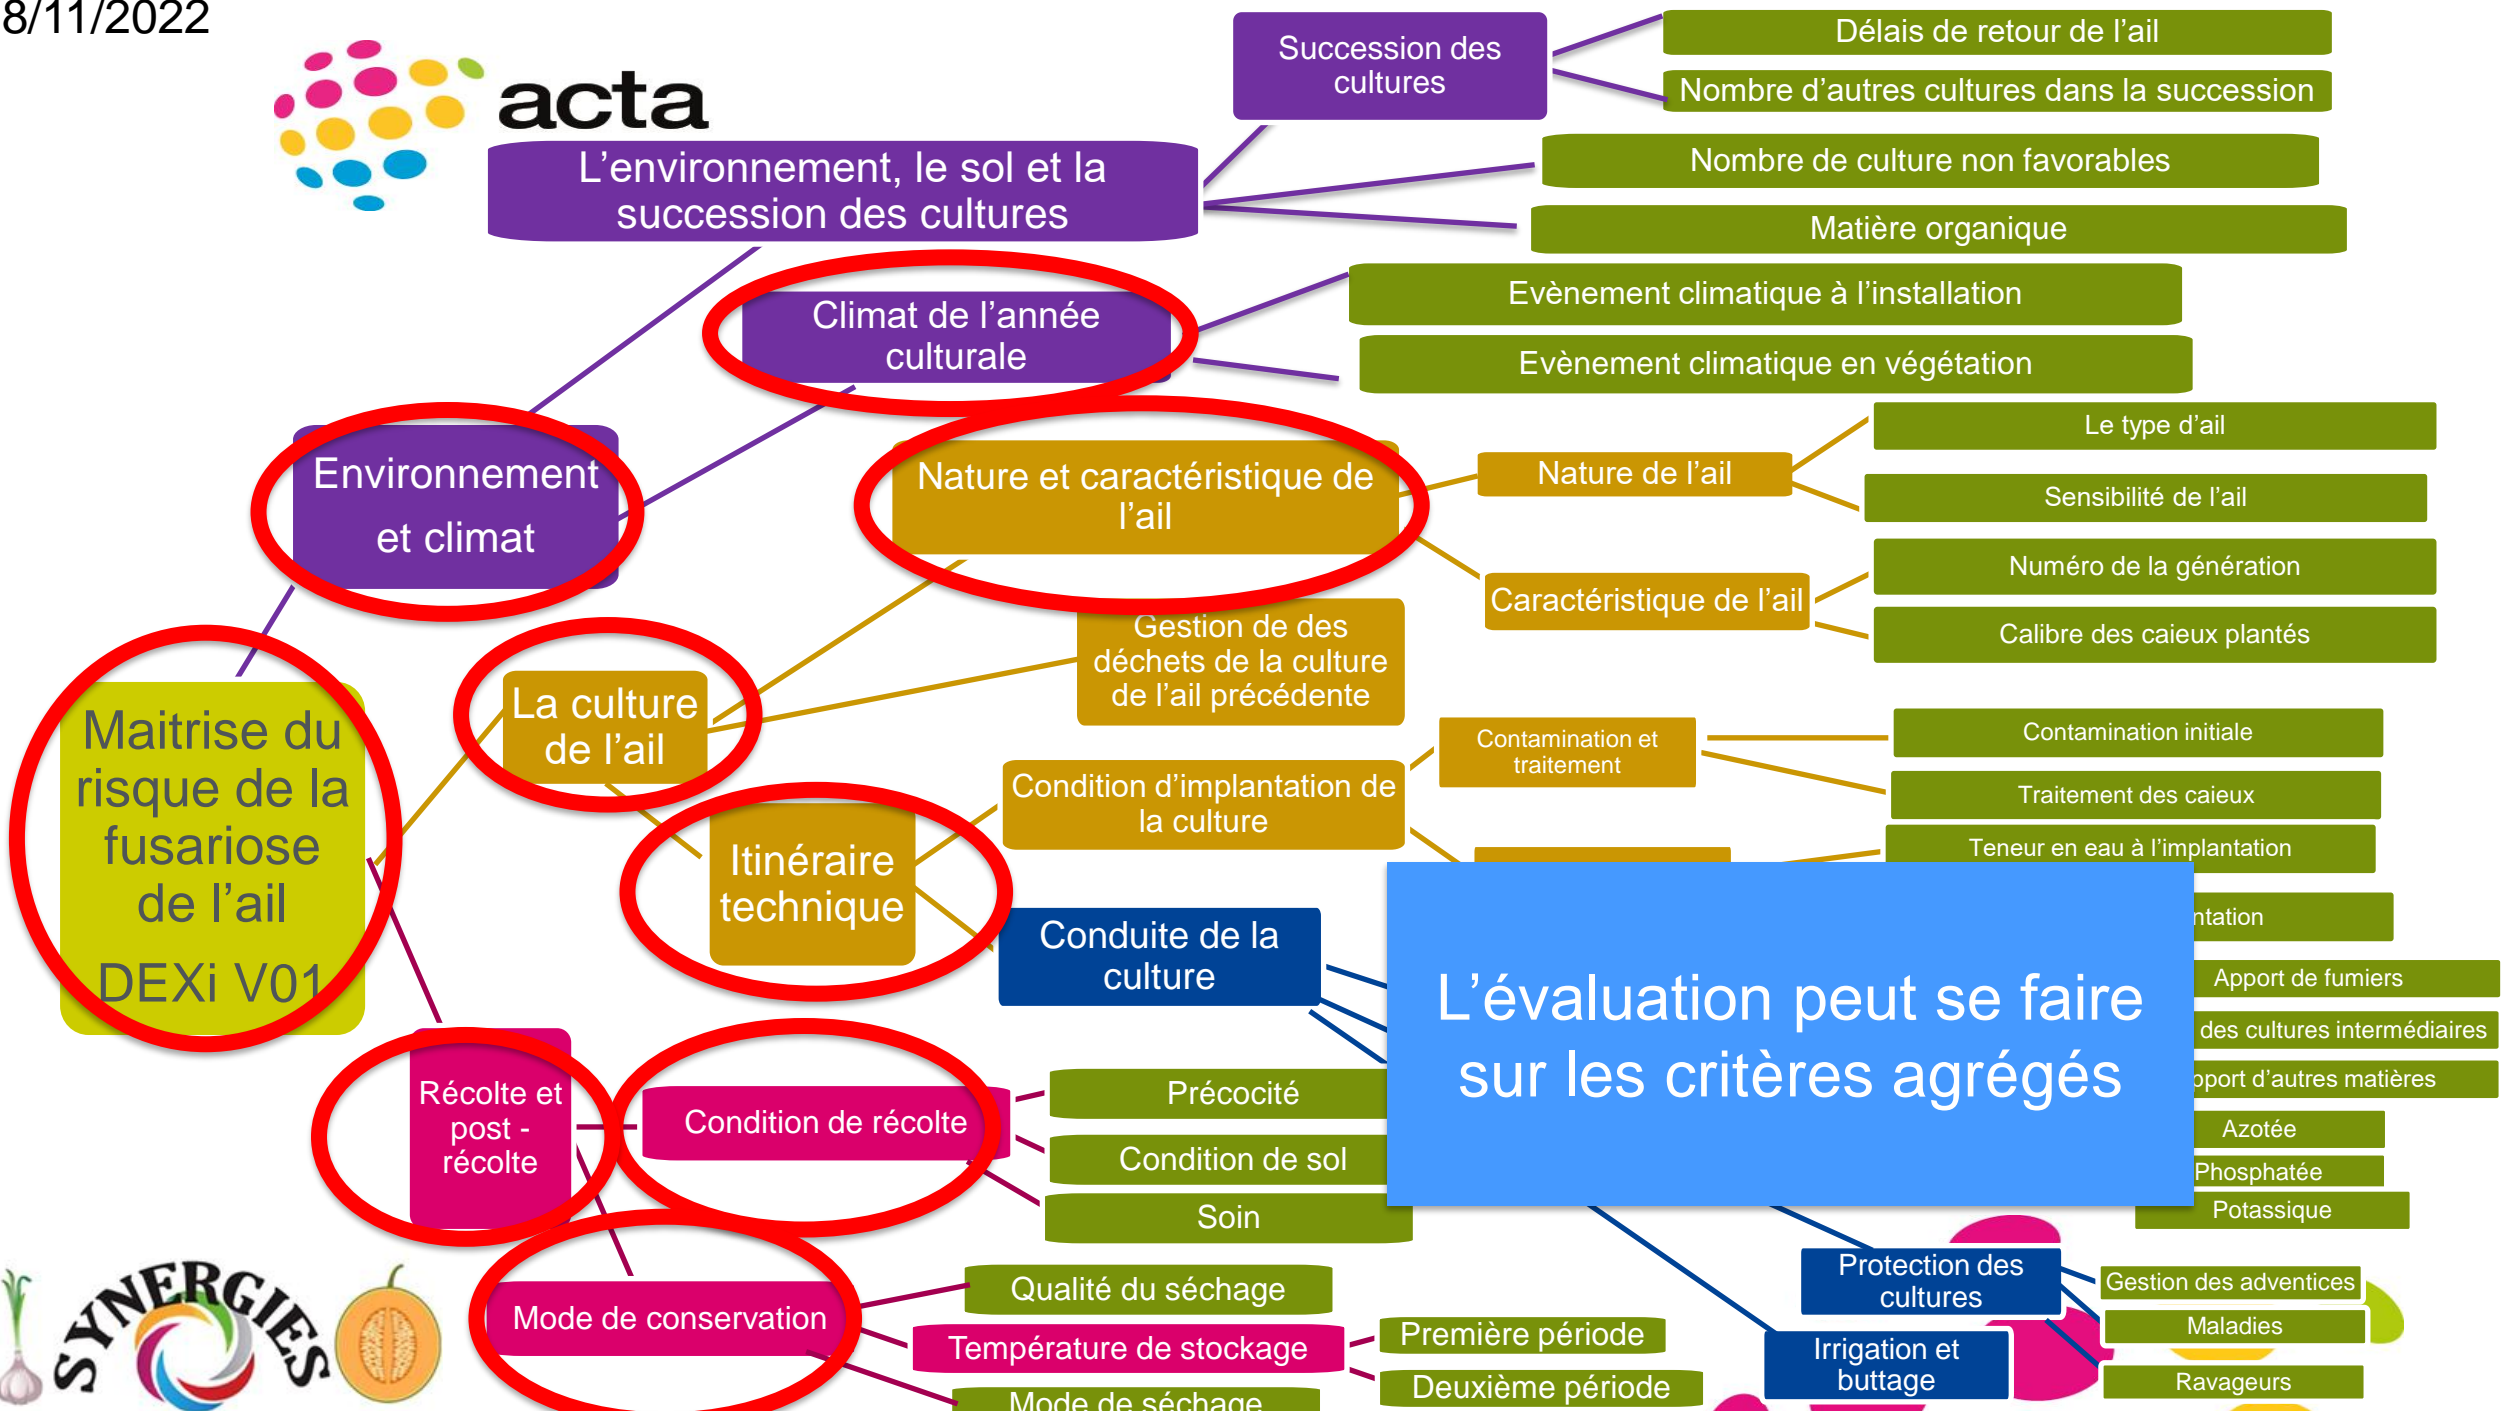 8/11/2022
acta
Succession des
cultures
Délais de retour de l’ail
Nombre d’autres cultures dans la succession
L’environnement, le sol et la
succession des cultures
Nombre de culture non favorables
Matière organique
Climat de l’année
culturale
Evènement climatique à l’installation
Evènement climatique en végétation
Environnement
et climat
Nature et caractéristique de
l’ail
Nature de l’ail
Le type d’ail
Sensibilité de l’ail
Caractéristique de l’ail
Numéro de la génération
Calibre des caieux plantés
Gestion de des
déchets de la culture
de l’ail précédente
La culture
de l’ail
Maitrise du
risque de la
fusariose
de l’ail
DEXi V01
Contamination et
traitement
Contamination initiale
Traitement des caieux
Condition d’implantation de
la culture
Teneur en eau à l’implantation
Itinéraire
technique
ntation
Conduite de la
culture
L’évaluation peut se faire
sur les critères agrégés
Apport de fumiers
des cultures intermédiaires
pport d’autres matières
Azotée
Phosphatée
Potassique
Récolte et
post -
récolte
Condition de récolte
Précocité
Condition de sol
Soin
Mode de conservation
Qualité du séchage
Température de stockage
Première période
Deuxième période
Mode de séchage
Protection des
cultures
Gestion des adventices
Maladies
Ravageurs
Irrigation et
buttage
SYNERGIES